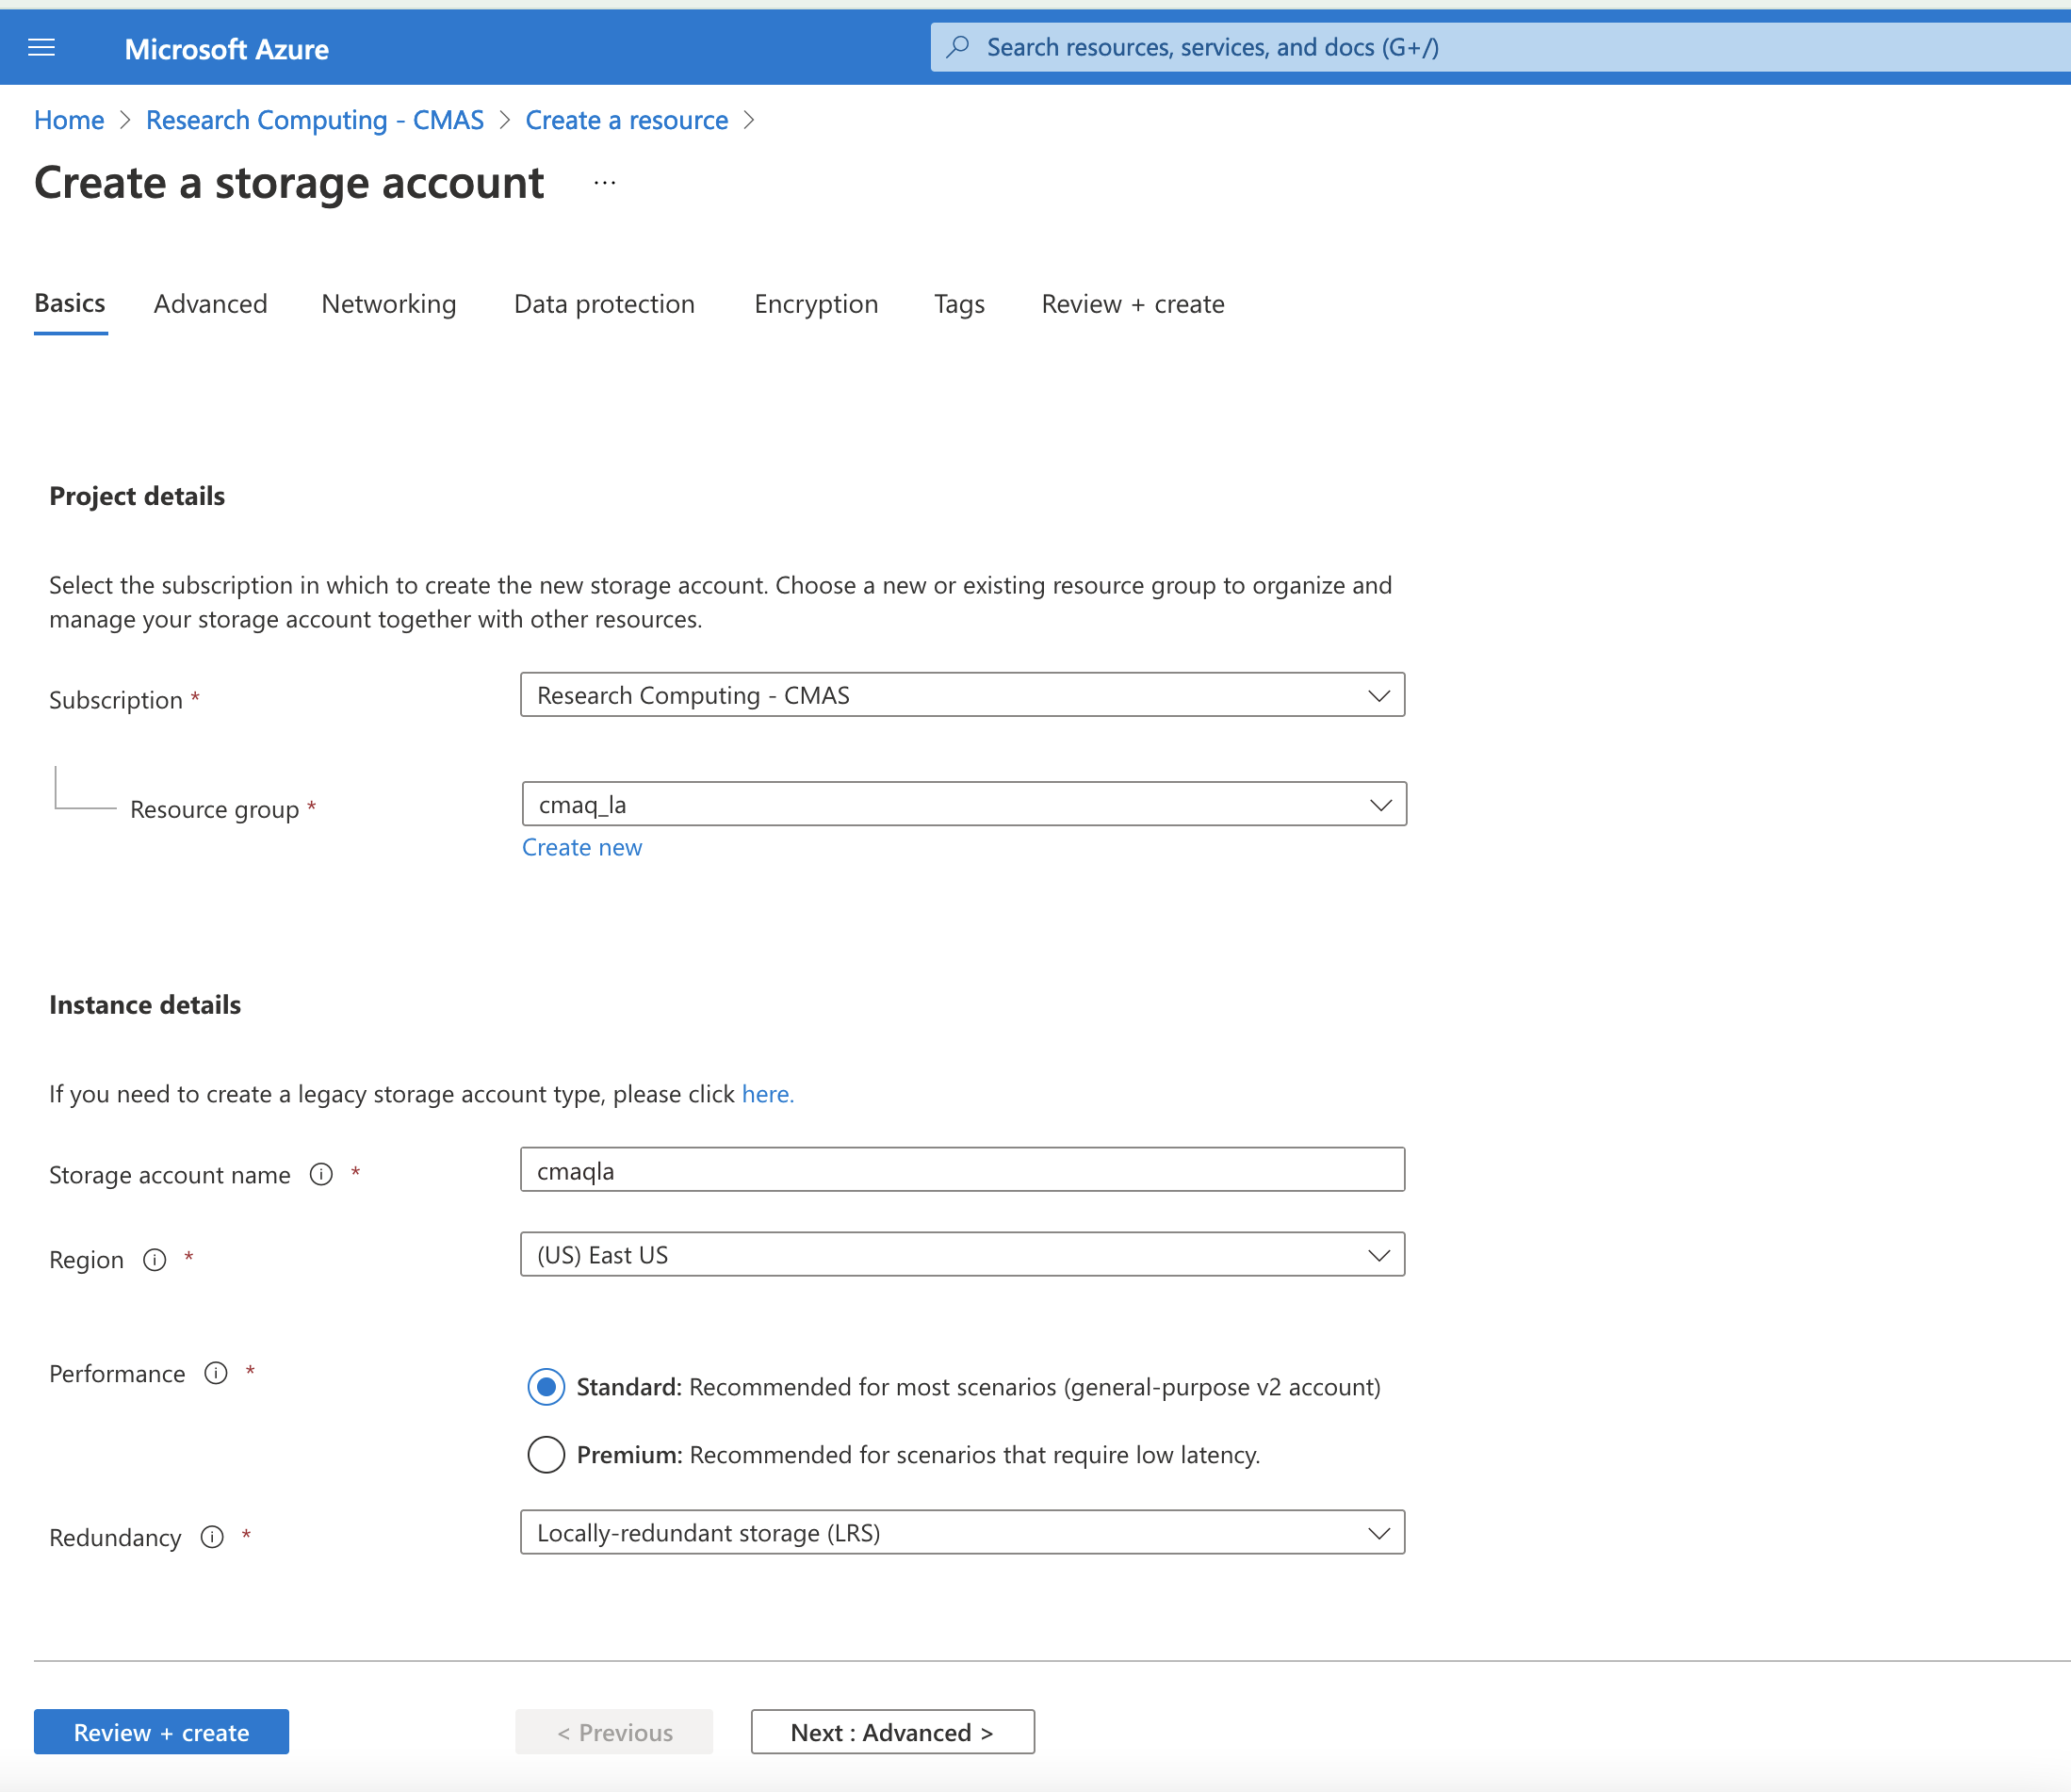 Microsoft Azure
Search resources, services, and docs (G+/)
Home > Research Computing - CMAS > Create a resource >
Create a storage account ...
Basics Advanced Networking Data protection Encryption Tags Review + create
Project details
Select the subscription in which to create the new storage account. Choose a new or existing resource group to organize and
manage your storage account together with other resources.
Subscription *
Research Computing - CMAS
Resource group *
cmaq_la
Create new
Instance details
If you need to create a legacy storage account type, please click here.
Storage account name *
cmaqla
Region *
(US) East US
Performance *
Standard: Recommended for most scenarios (general-purpose v2 account)
Premium: Recommended for scenarios that require low latency.
Redundancy *
Locally-redundant storage (LRS)
Review + create
< Previous
Next : Advanced >